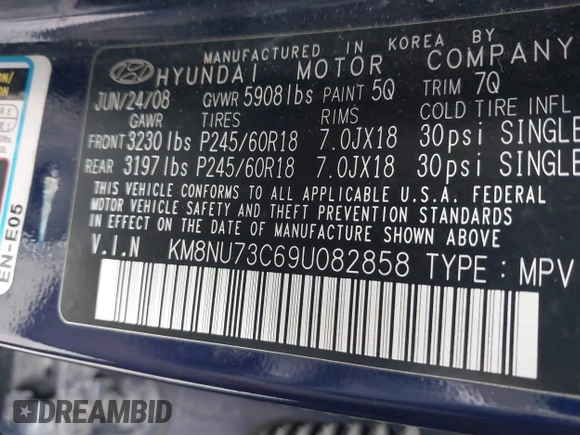 MANUFACTURED IN KOREA BY
HYUNDAI MOTOR COMPANY
JUN/24/08 GVWR 5908lbs PAINT 5Q TRIM 7Q
GAWR TIRES RIMS COLD TIRE INFL.
FRONT 3230lbs P245/60R18 7.0JX18 30psi SINGLE
REAR 3197lbs P245/60R18 7.0JX18 30psi SINGLE
THIS VEHICLE CONFORMS TO ALL APPLICABLE U.S.A. FEDERAL
MOTOR VEHICLE SAFETY AND THEFT PREVENTION STANDARDS
IN EFFECT ON THE DATE OF MANUFACTURE SHOWN ABOVE.
V.I.N KM8NU73C69U082858 TYPE : MPV
EN-E05
DREAMBID